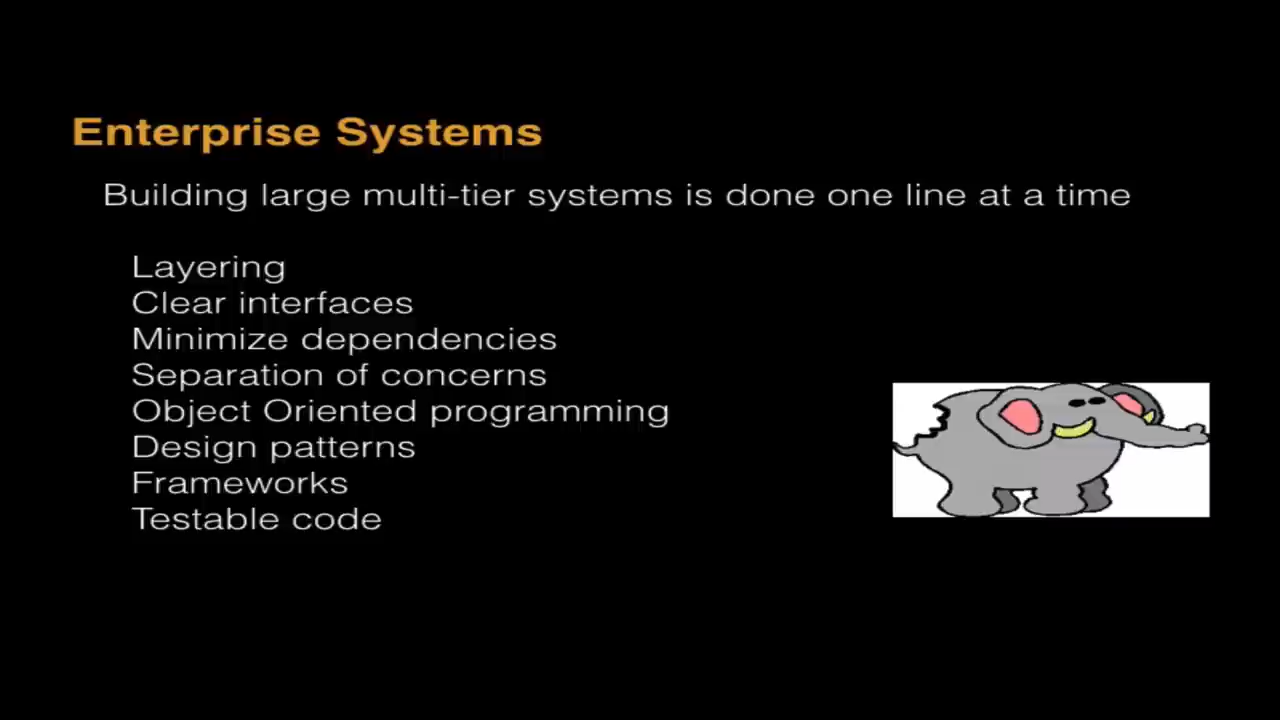 Enterprise Systems
Building large multi-tier systems is done one line at a time
Layering
Clear interfaces
Minimize dependencies
Separation of concerns
Object Oriented programming
Design patterns
Frameworks
Testable code